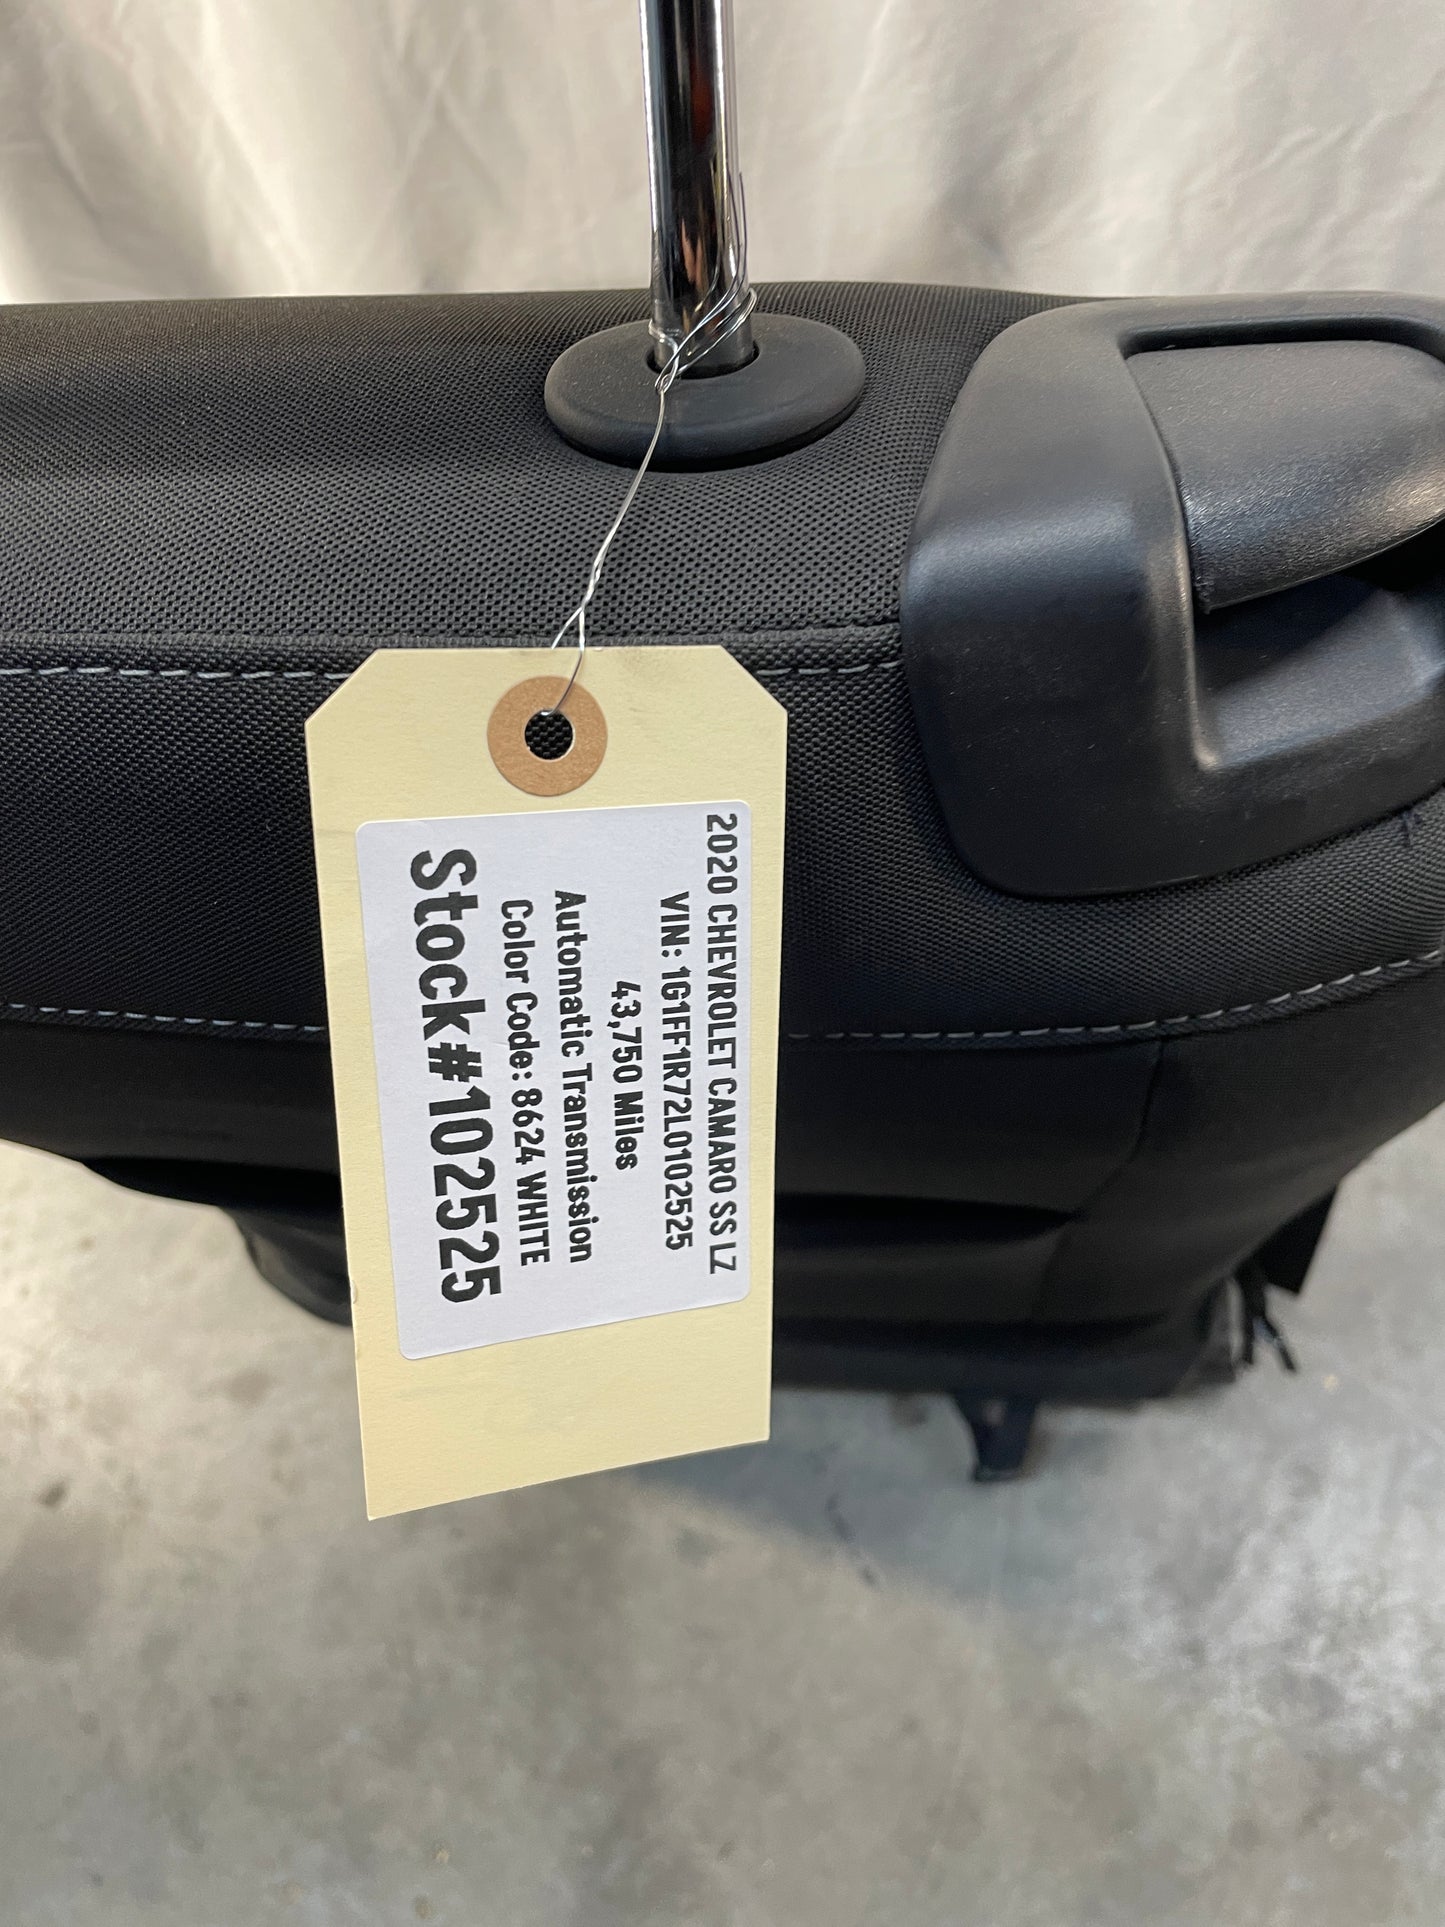 2020 CHEVROLET CAMARO SS LZ
VIN: 1G1FF1R72L0102525
43,750 Miles
Automatic Transmission
Color Code: 8624 WHITE
Stock#102525